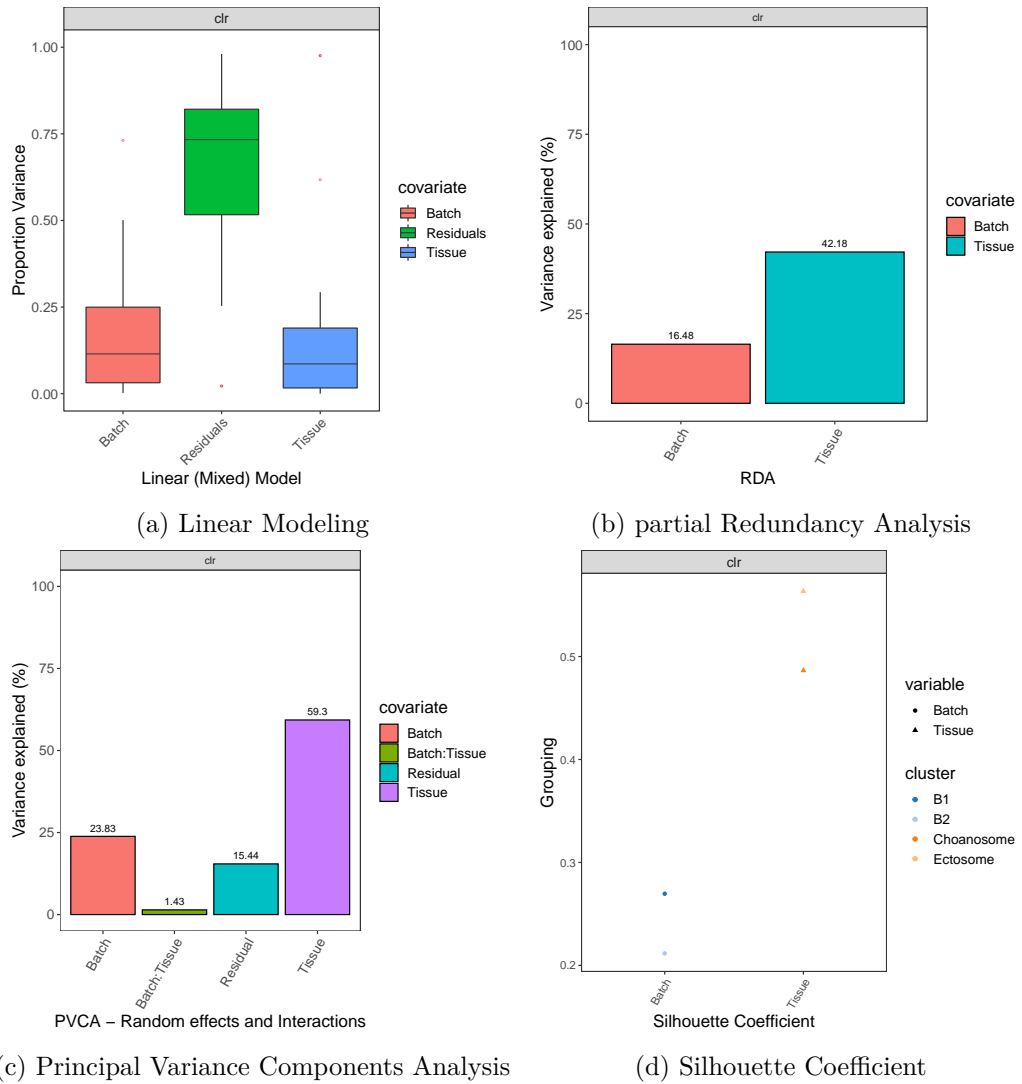 clr
1.00
0.75
0.50
0.25
0.00
Proportion Variance
Batch
Residuals
Tissue
Linear (Mixed) Model
covariate
Batch
Residuals
Tissue
(a) Linear Modeling
clr
100
75
50
25
0
Variance explained (%)
16.48
42.18
Batch
Tissue
RDA
covariate
Batch
Tissue
(b) partial Redundancy Analysis
clr
100
75
50
25
0
Variance explained (%)
23.83
1.43
15.44
59.3
Batch
Batch:Tissue
Residual
Tissue
PVCA − Random effects and Interactions
covariate
Batch
Batch:Tissue
Residual
Tissue
c) Principal Variance Components Analysis
clr
0.5
0.4
0.3
0.2
Grouping
Batch
Tissue
Silhouette Coefficient
variable
Batch
Tissue
cluster
B1
B2
Choanosome
Ectosome
(d) Silhouette Coefficient